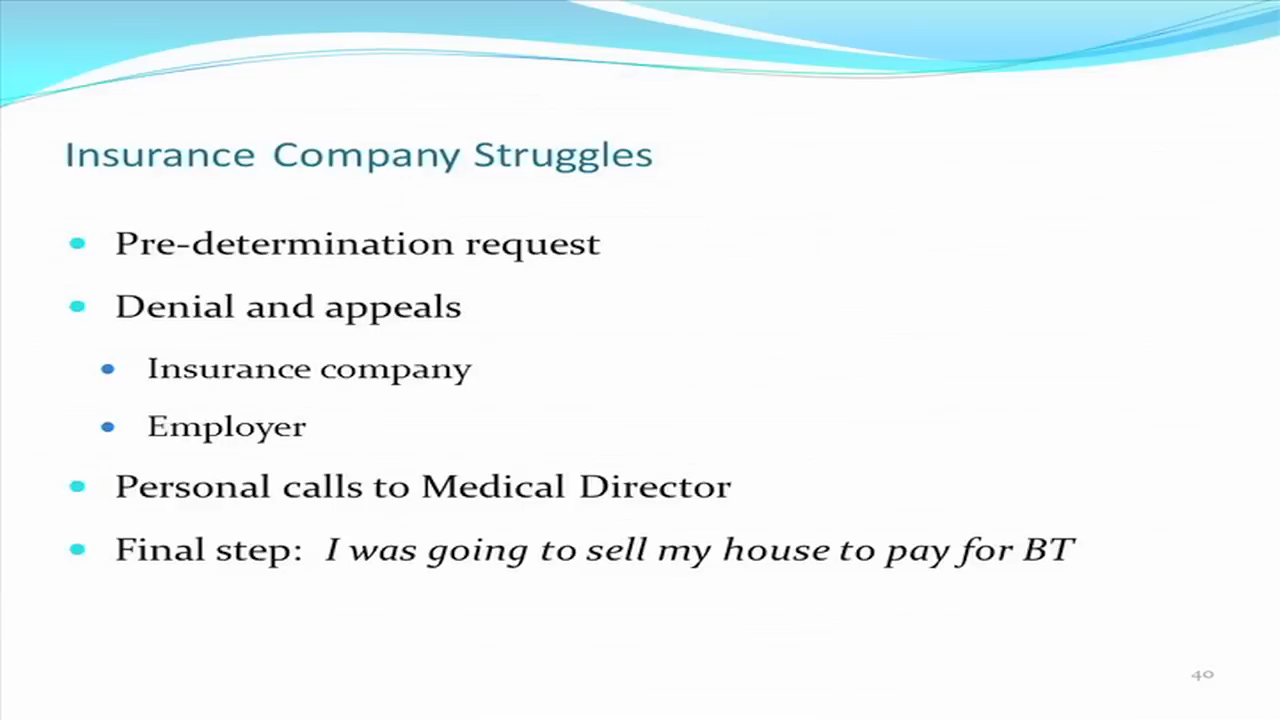 Insurance Company Struggles
Pre-determination request
Denial and appeals
Insurance company
Employer
Personal calls to Medical Director
Final step: I was going to sell my house to pay for BT
40